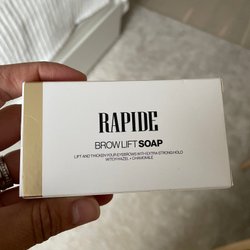 RAPIDE
BROW LIFT SOAP
LIFT AND THICKEN YOUR EYEBROWS WITH EXTRA STRONG HOLD
WITCH HAZEL + CHAMOMILE